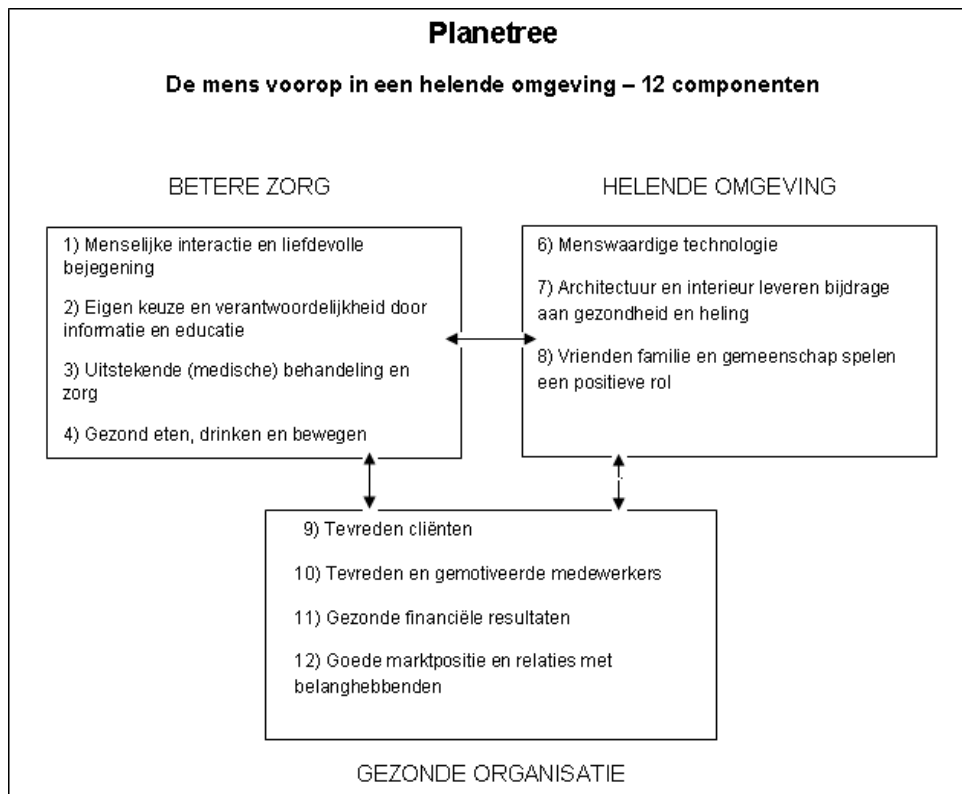 Planetree
De mens voorop in een helende omgeving – 12 componenten
BETERE ZORG
1) Menselijke interactie en liefdevolle
bejegening
2) Eigen keuze en verantwoordelijkheid door
informatie en educatie
3) Uitstekende (medische) behandeling en
zorg
4) Gezond eten, drinken en bewegen
HELENDE OMGEVING
6) Menswaardige technologie
7) Architectuur en interieur leveren bijdrage
aan gezondheid en heling
8) Vrienden familie en gemeenschap spelen
een positieve rol
9) Tevreden cliënten
10) Tevreden en gemotiveerde medewerkers
11) Gezonde financiële resultaten
12) Goede marktpositie en relaties met
belanghebbenden
GEZONDE ORGANISATIE